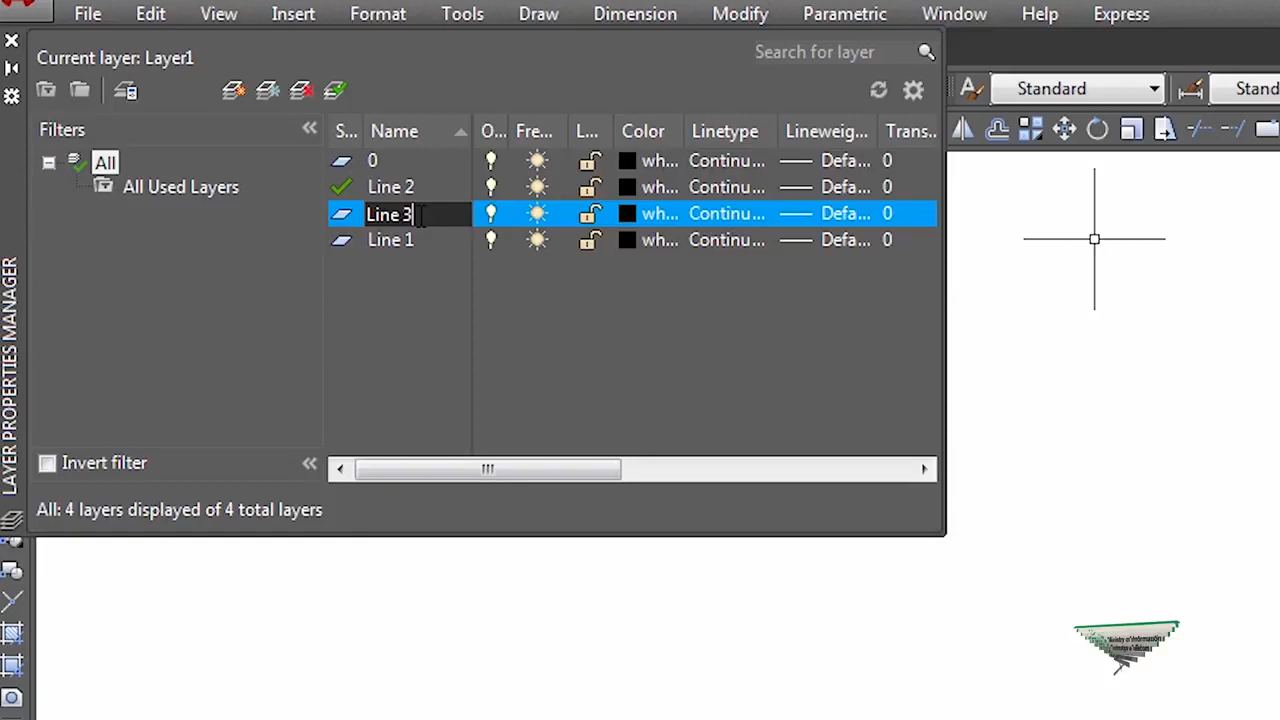 File Edit View Insert Format Tools Draw Dimension Modify Parametric Window Help Express
Current layer: Layer1
Search for layer
Standard
Stand
Filters
S... Name O... Fre... L... Color Linetype Lineweig... Trans...
All
All Used Layers
0 wh... Continu... Defa... 0
Line 2 wh... Continu... Defa... 0
Line 3 wh... Continu... Defa... 0
Line 1 wh... Continu... Defa... 0
LAYER PROPERTIES MANAGER
Invert filter
All: 4 layers displayed of 4 total layers